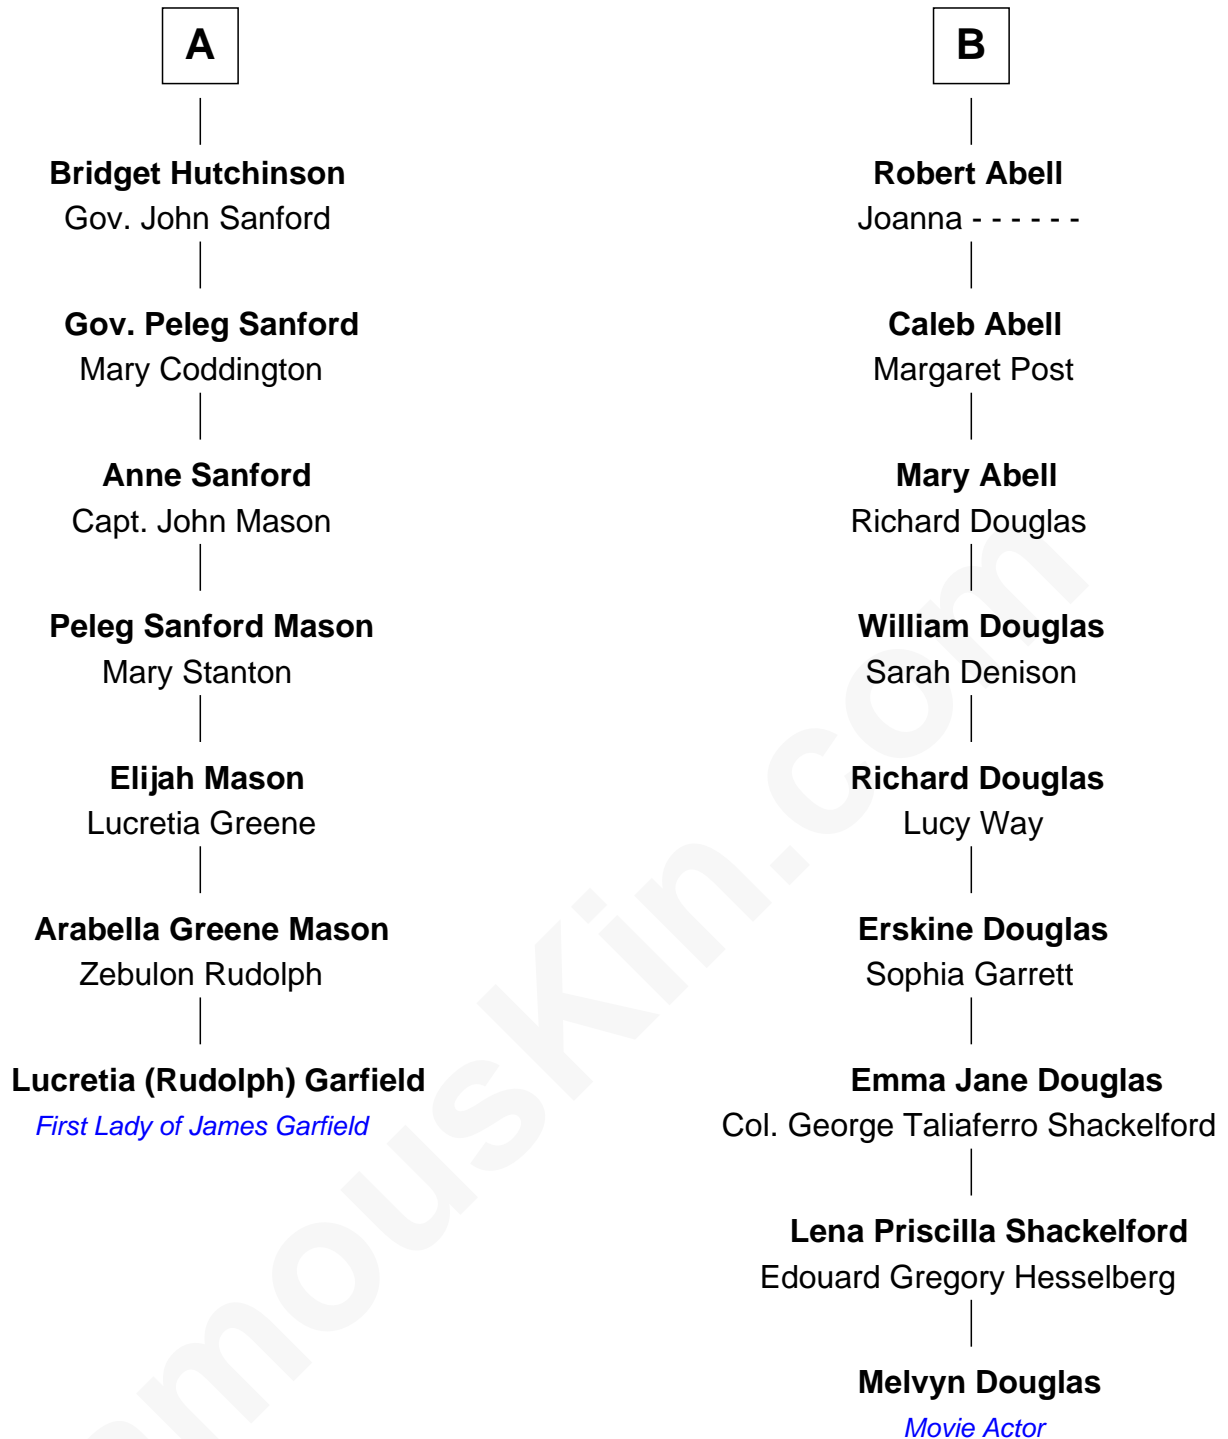 A
Bridget Hutchinson
Gov. John Sanford
Gov. Peleg Sanford
Mary Coddington
Anne Sanford
Capt. John Mason
Peleg Sanford Mason
Mary Stanton
Elijah Mason
Lucretia Greene
Arabella Greene Mason
Zebulon Rudolph
Lucretia (Rudolph) Garfield
First Lady of James Garfield
B
Robert Abell
Joanna - - - - - -
Caleb Abell
Margaret Post
Mary Abell
Richard Douglas
William Douglas
Sarah Denison
Richard Douglas
Lucy Way
Erskine Douglas
Sophia Garrett
Emma Jane Douglas
Col. George Taliaferro Shackelford
Lena Priscilla Shackelford
Edouard Gregory Hesselberg
Melvyn Douglas
Movie Actor
amouskin.com